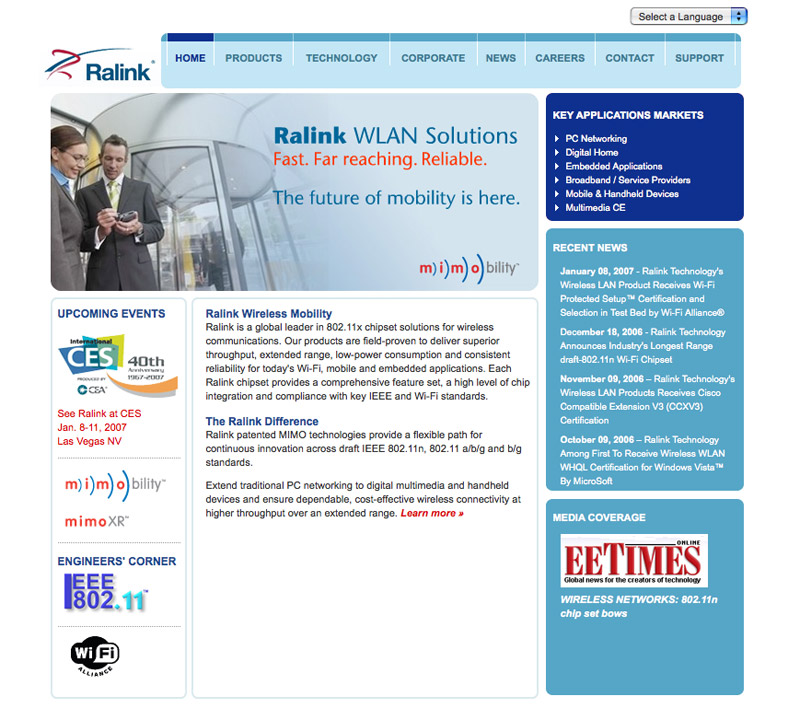 Select a Language
Ralink®
HOME
PRODUCTS
TECHNOLOGY
CORPORATE
NEWS
CAREERS
CONTACT
SUPPORT
Ralink WLAN Solutions
Fast. Far reaching. Reliable.
The future of mobility is here.
m)i)m)o)bility™
KEY APPLICATIONS MARKETS
PC Networking
Digital Home
Embedded Applications
Broadband / Service Providers
Mobile & Handheld Devices
Multimedia CE
RECENT NEWS
January 08, 2007 - Ralink Technology's
Wireless LAN Product Receives Wi-Fi
Protected Setup™ Certification and
Selection in Test Bed by Wi-Fi Alliance®
December 18, 2006 - Ralink Technology
Announces Industry's Longest Range
draft-802.11n Wi-Fi Chipset
November 09, 2006 – Ralink Technology's
Wireless LAN Products Receives Cisco
Compatible Extension V3 (CCXV3)
Certification
October 09, 2006 – Ralink Technology
Among First To Receive Wireless WLAN
WHQL Certification for Windows Vista™
By MicroSoft
MEDIA COVERAGE
ONLINE
EETIMES
Global news for the creators of technology
WIRELESS NETWORKS: 802.11n
chip set bows
UPCOMING EVENTS
International
CES
40th
Anniversary
1967-2007
PRODUCED BY
CEA
See Ralink at CES
Jan. 8-11, 2007
Las Vegas NV
m)i)m)o)bility™
mimoXR™
ENGINEERS' CORNER
IEEE
802.11™
Wi Fi
ALLIANCE
Ralink Wireless Mobility
Ralink is a global leader in 802.11x chipset solutions for wireless
communications. Our products are field-proven to deliver superior
throughput, extended range, low-power consumption and consistent
reliability for today's Wi-Fi, mobile and embedded applications. Each
Ralink chipset provides a comprehensive feature set, a high level of chip
integration and compliance with key IEEE and Wi-Fi standards.
The Ralink Difference
Ralink patented MIMO technologies provide a flexible path for
continuous innovation across draft IEEE 802.11n, 802.11 a/b/g and b/g
standards.
Extend traditional PC networking to digital multimedia and handheld
devices and ensure dependable, cost-effective wireless connectivity at
higher throughput over an extended range. Learn more »